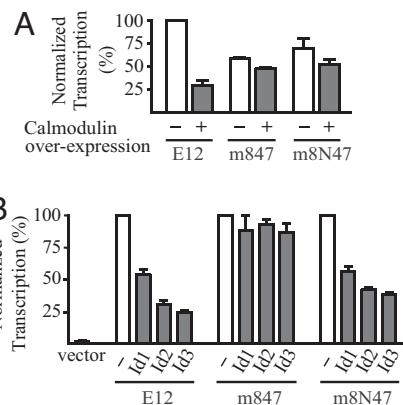 A
Normalized
Transcription
(%)
100
75
50
25
Calmodulin
over-expression
− + − + − +
E12 m847 m8N47
B
Transcription (%)
100
75
50
25
vector
− Id1 Id2 Id3 − Id1 Id2 Id3 − Id1 Id2 Id3
E12 m847 m8N47